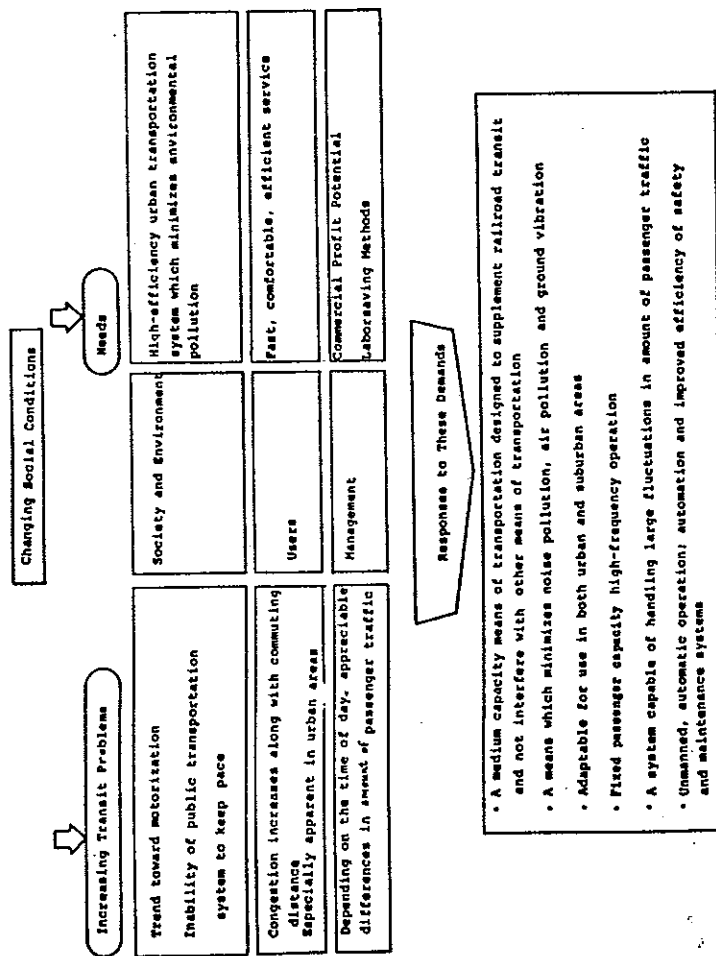 Changing Social Conditions
Increasing Transit Problems
Needs
Trend toward motorization
Inability of public transportation
system to keep pace
Society and Environment
High-efficiency urban transportation
system which minimizes environmental
pollution
Congestion increases along with commuting
distance
Especially apparent in urban areas
Users
Fast, comfortable, efficient service
Depending on the time of day, appreciable
differences in amount of passenger traffic
Management
Commercial Profit Potential
Laborsaving Methods
Responses to These Demands
• A medium capacity means of transportation designed to supplement railroad transit
and not interfere with other means of transportation
• A means which minimizes noise pollution, air pollution and ground vibration
• Adaptable for use in both urban and suburban areas
• Fixed passenger capacity high-frequency operation
• A system capable of handling large fluctuations in amount of passenger traffic
• Unmanned, automatic operation; automation and improved efficiency of safety
and maintenance systems